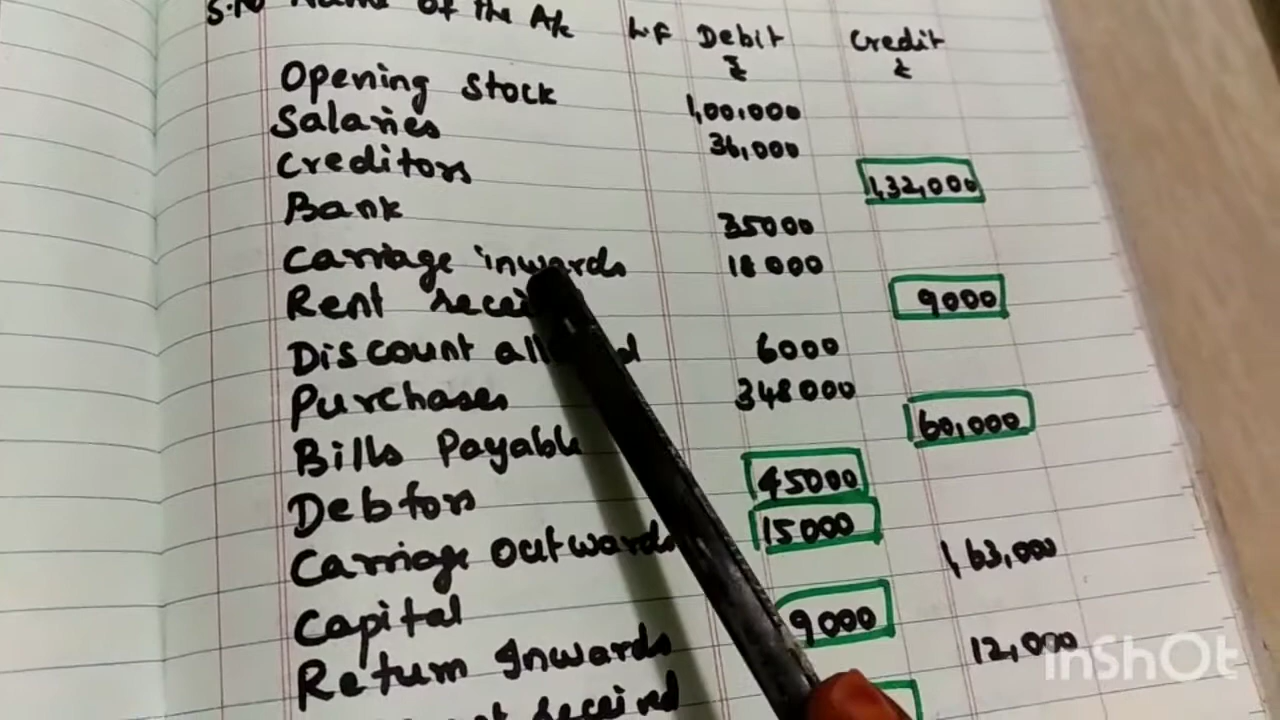 S.No Name of the A/c L.F Debit Credit
₹ ₹
Opening stock 1,00,000
Salaries 36,000
Creditors 1,32,000
Bank 35000
Carriage inwards 18000
Rent 9000
Discount 6000
Purchases 348000
Bills Payable 60,000
Debtors 45000
Carriage Outwards 15000
Capital 1,63,000
Return Inwards 9000
received 12,000
InShOt